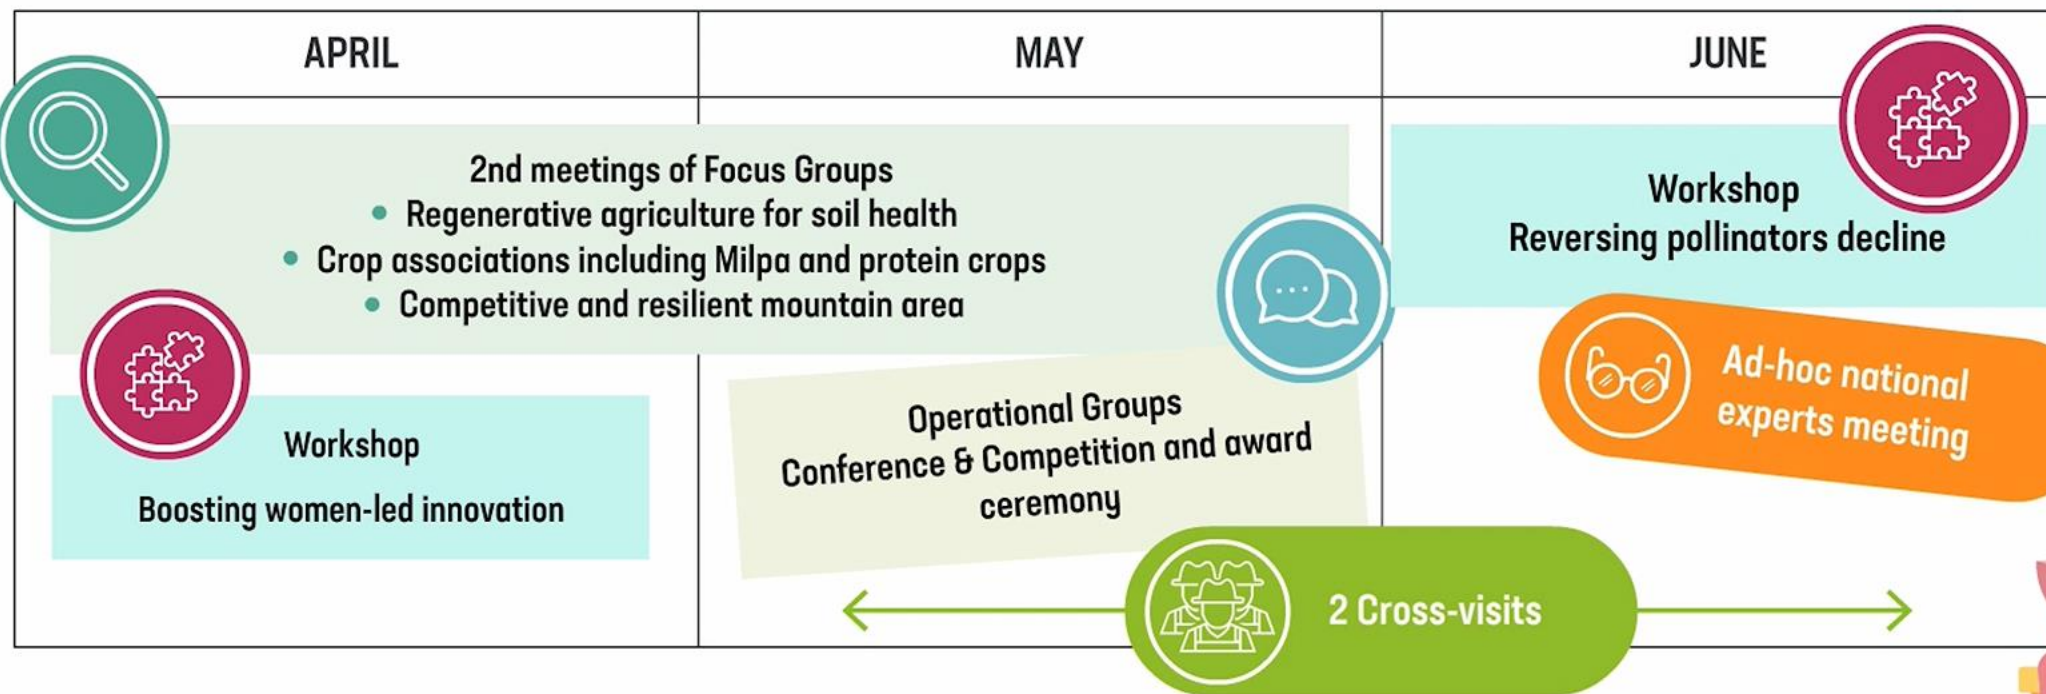 APRIL
MAY
JUNE
2nd meetings of Focus Groups
• Regenerative agriculture for soil health
• Crop associations including Milpa and protein crops
• Competitive and resilient mountain area
Workshop
Boosting women-led innovation
Operational Groups
Conference & Competition and award
ceremony
Workshop
Reversing pollinators decline
Ad-hoc national
experts meeting
2 Cross-visits